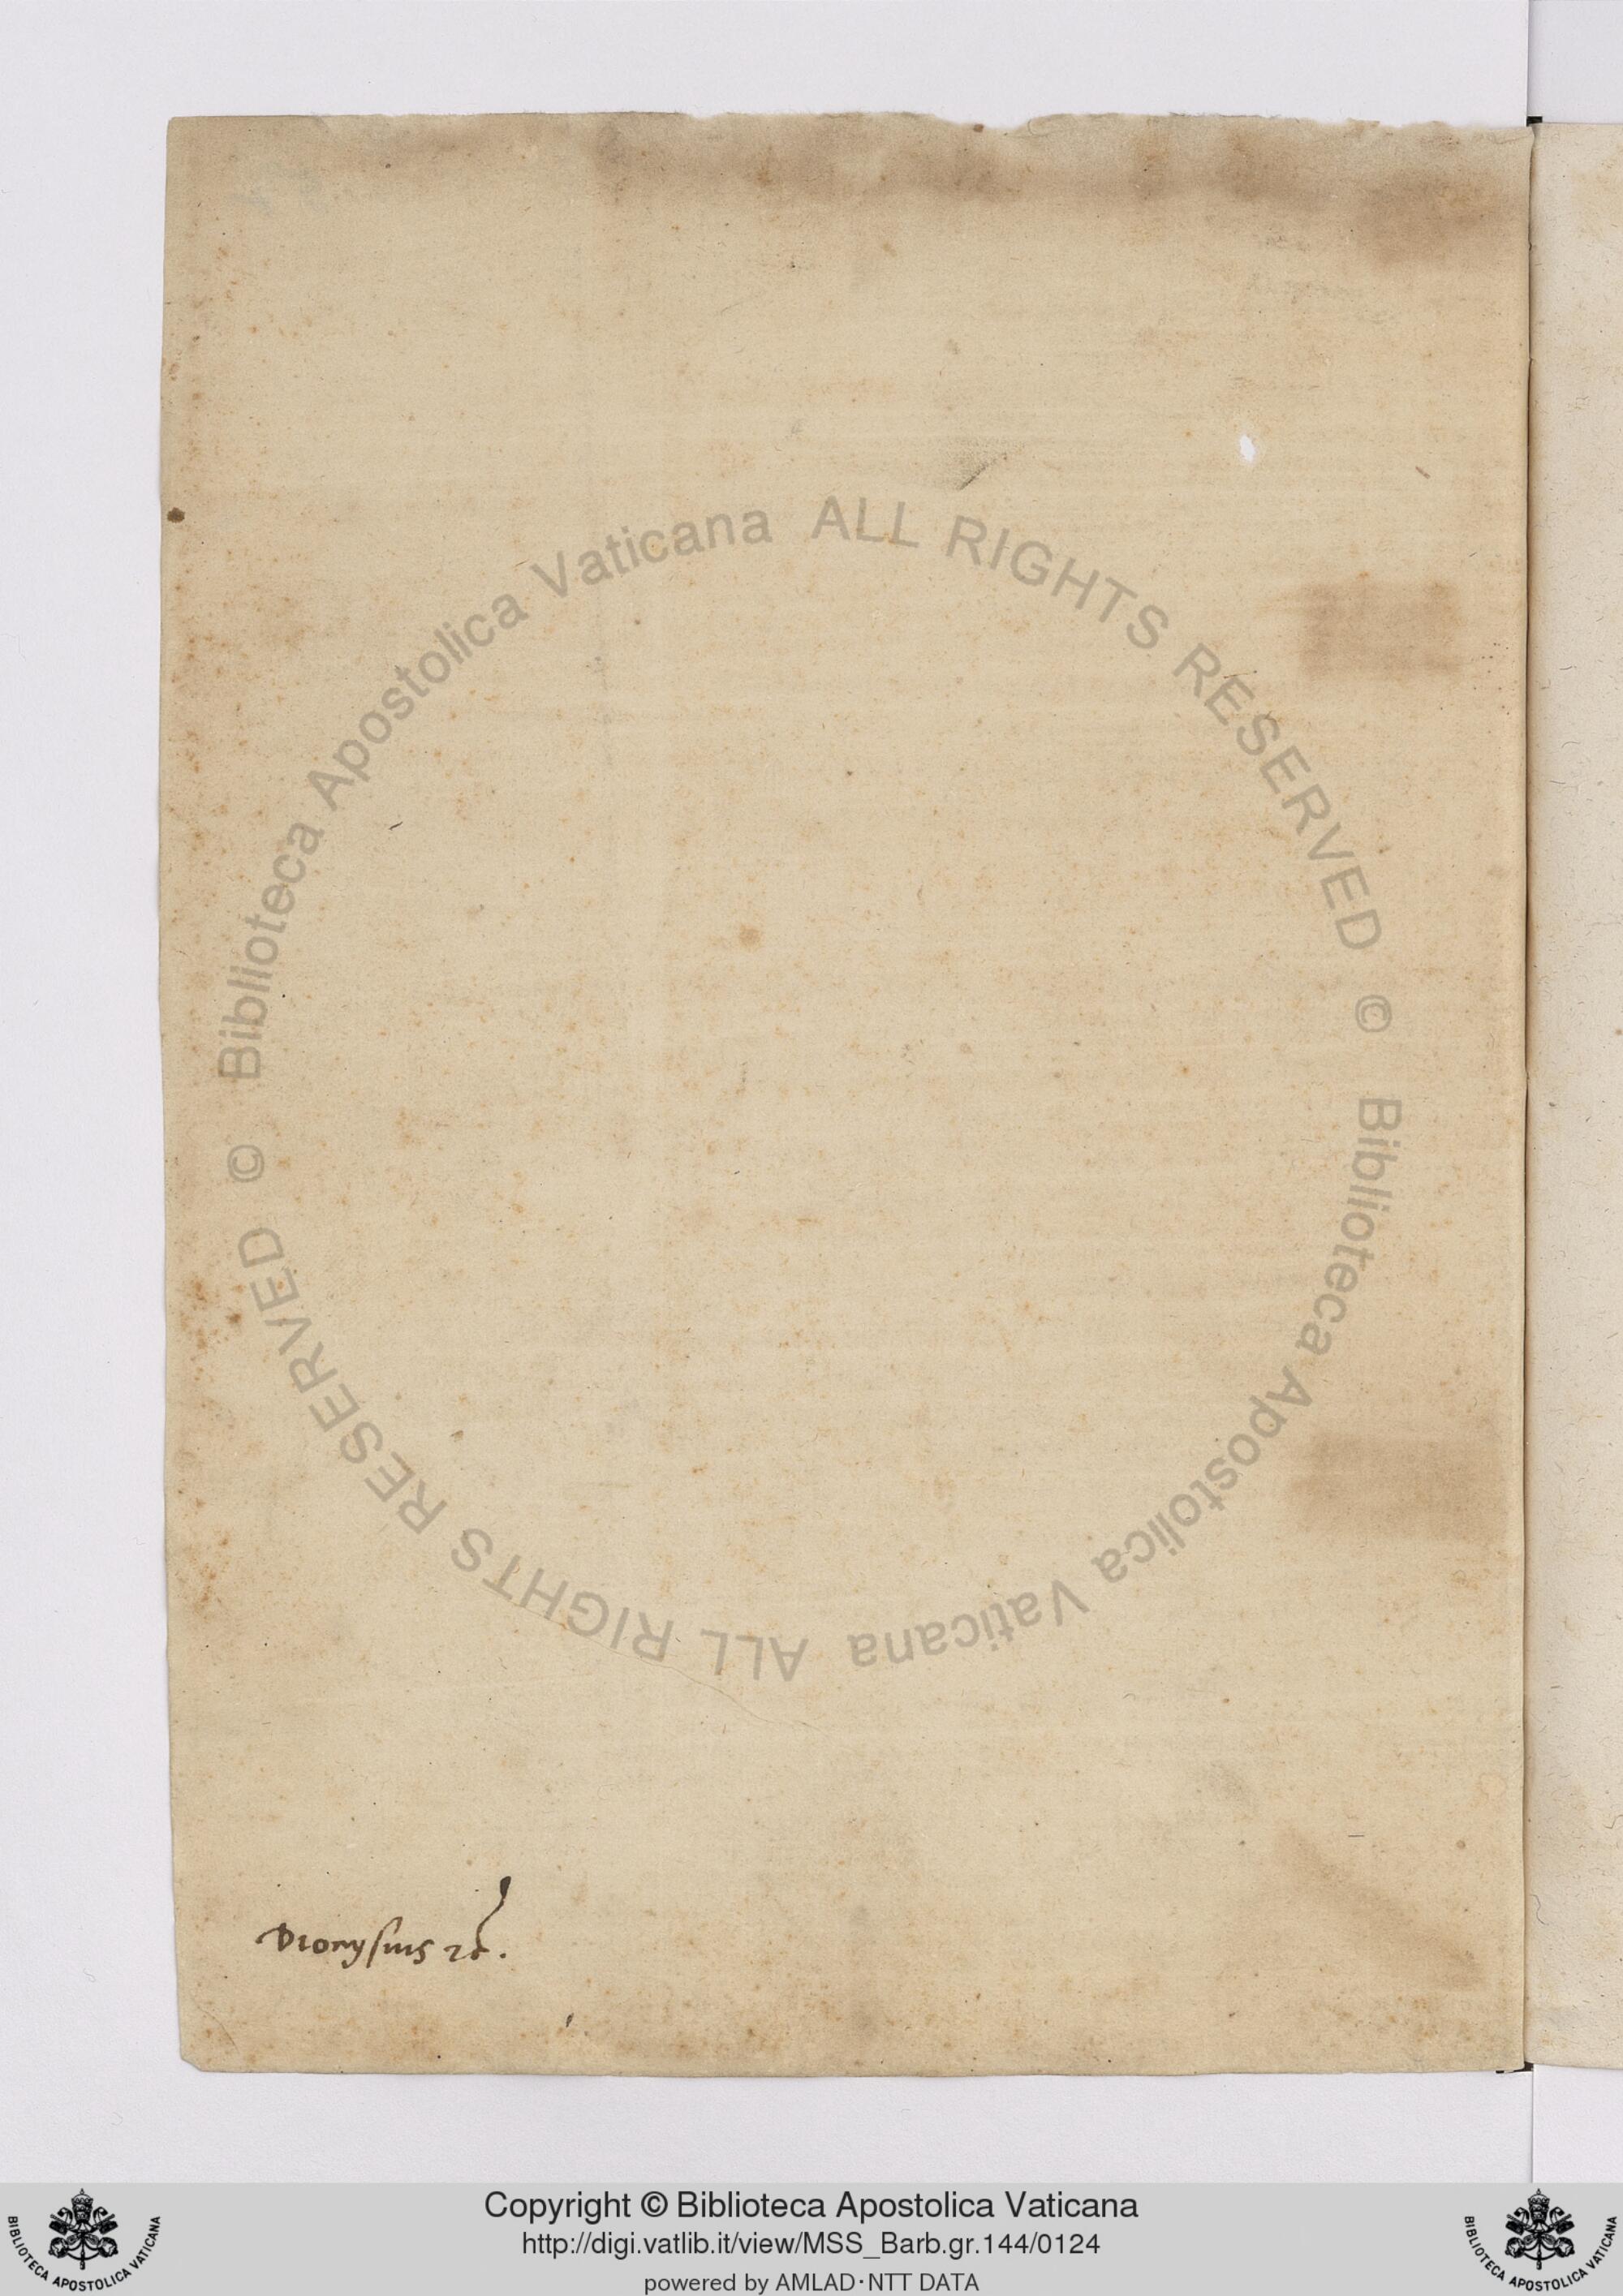 Dionysius
© Biblioteca Apostolica Vaticana ALL RIGHTS RESERVED
© Biblioteca Apostolica Vaticana ALL RIGHTS RESERVED
Copyright © Biblioteca Apostolica Vaticana
http://digi.vatlib.it/view/MSS_Barb.gr.144/0124
powered by AMLAD·NTT DATA
BIBLIOTECA APOSTOLICA VATICANA
BIBLIOTECA APOSTOLICA VATICANA